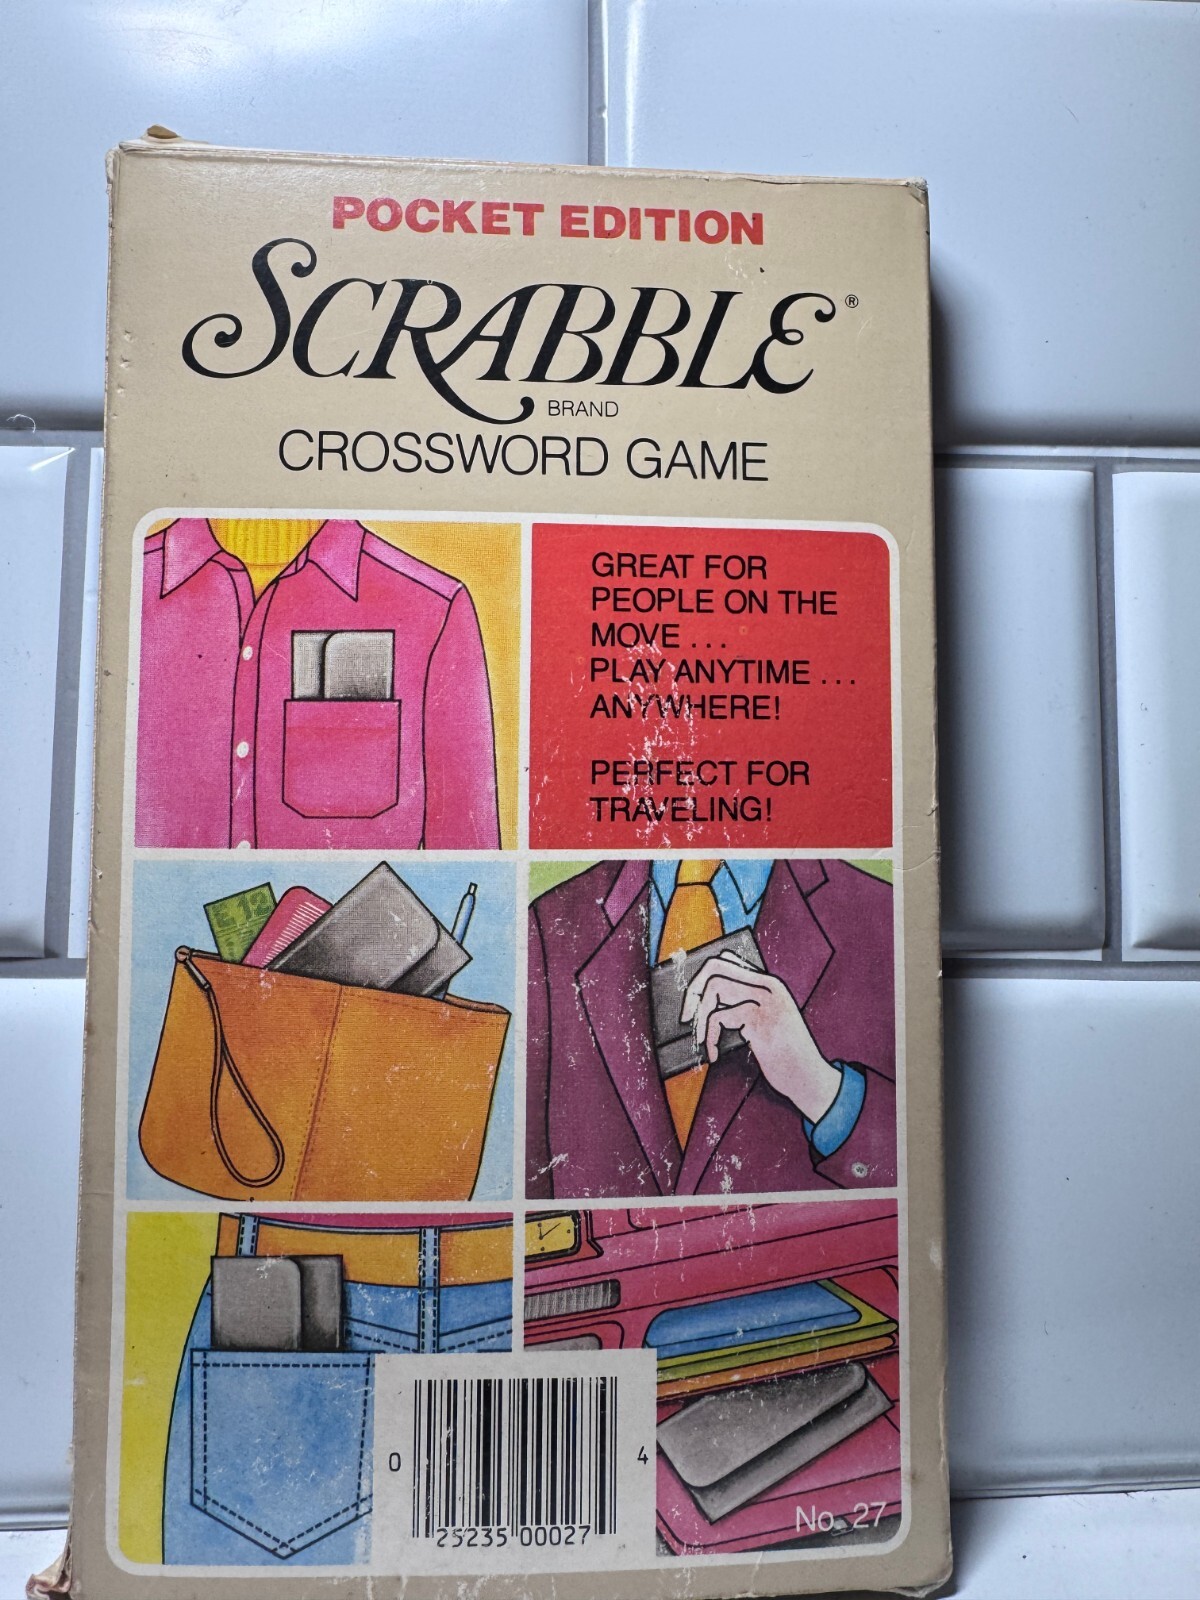 POCKET EDITION
SCRABBLE®
BRAND
CROSSWORD GAME
GREAT FOR
PEOPLE ON THE
MOVE ...
PLAY ANYTIME ...
ANYWHERE!
PERFECT FOR
TRAVELING!
E 12
0 25235 00027 4
No. 27